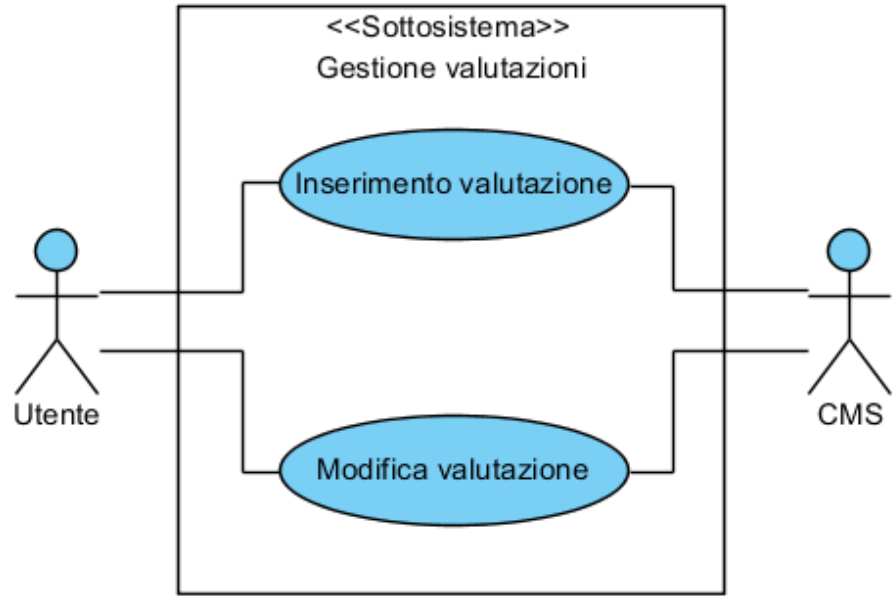 <<Sottosistema>>
Gestione valutazioni
Inserimento valutazione
Utente
CMS
Modifica valutazione